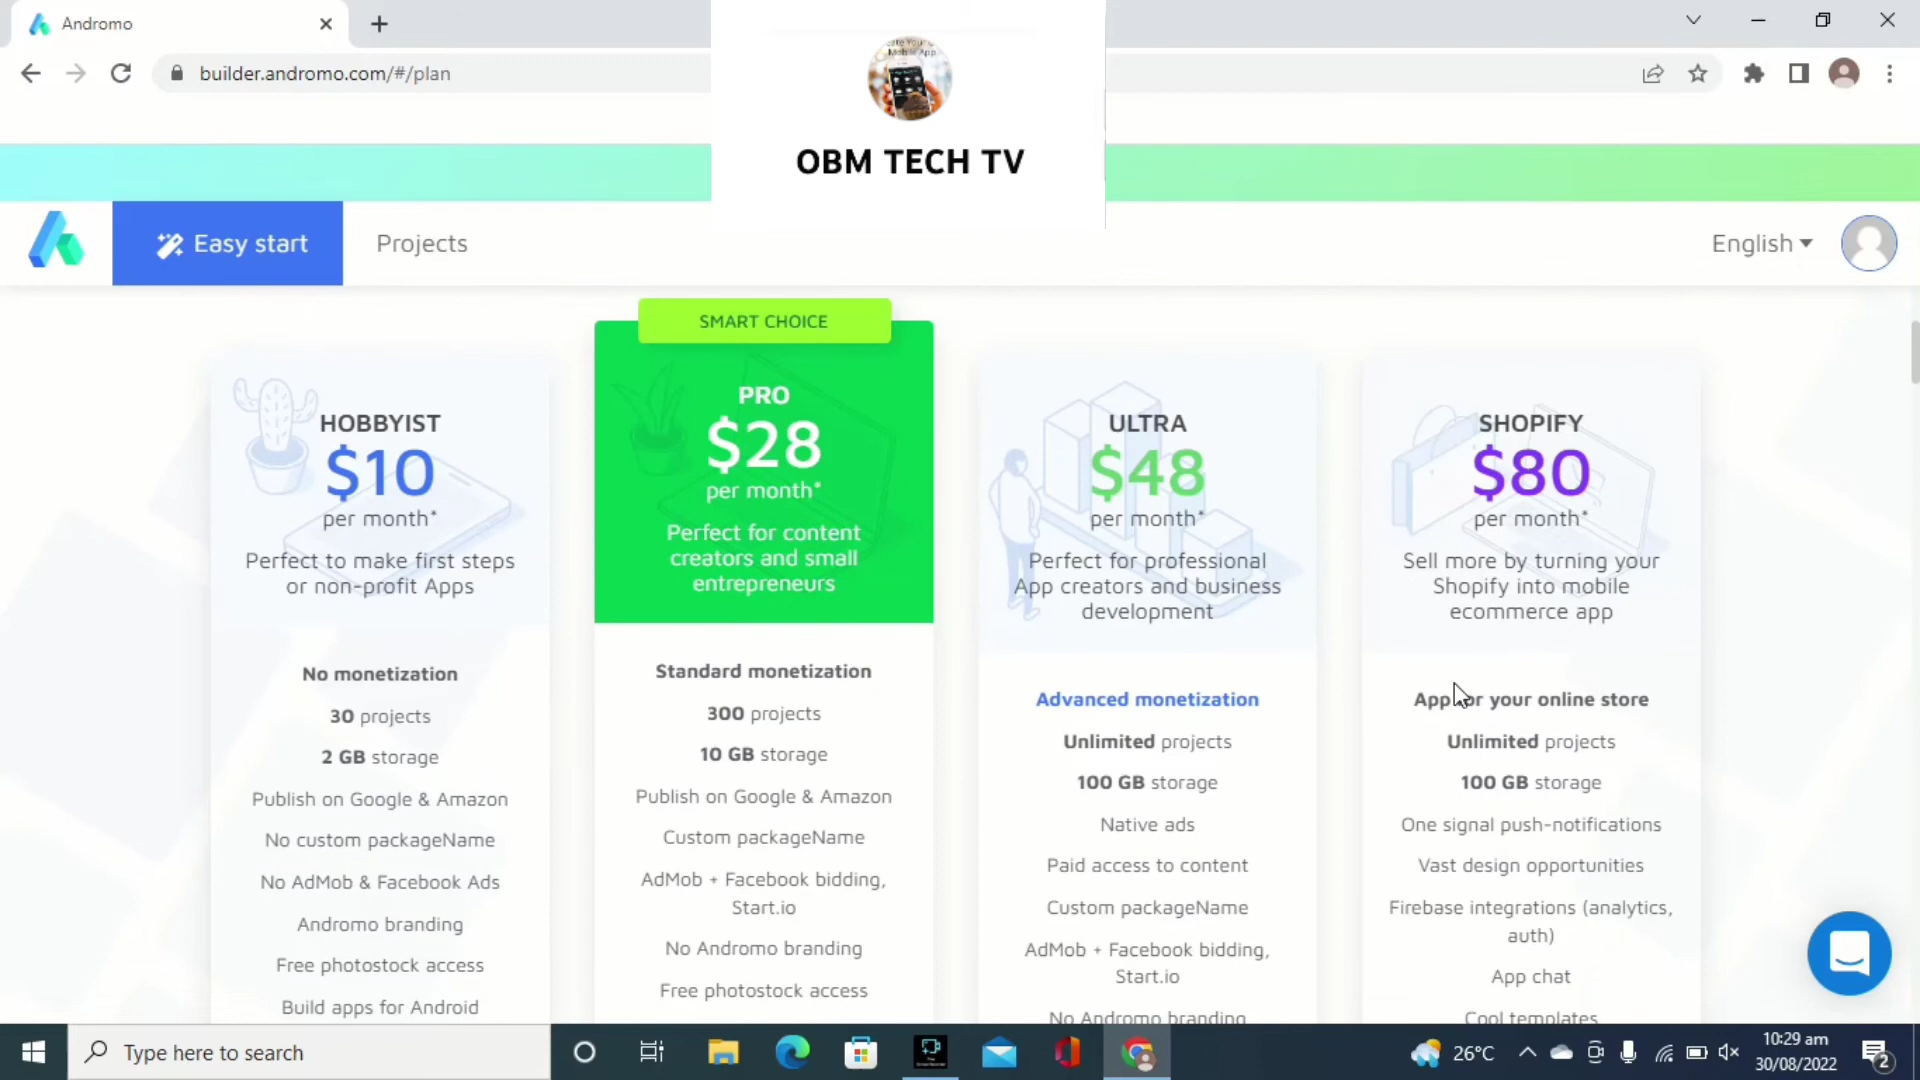 Andromo
builder.andromo.com/#/plan
OBM TECH TV
Easy start
Projects
English
SMART CHOICE
HOBBYIST
$10
per month*
Perfect to make first steps
or non-profit Apps
No monetization
30 projects
2 GB storage
Publish on Google & Amazon
No custom packageName
No AdMob & Facebook Ads
Andromo branding
Free photostock access
Build apps for Android
PRO
$28
per month*
Perfect for content
creators and small
entrepreneurs
Standard monetization
300 projects
10 GB storage
Publish on Google & Amazon
Custom packageName
AdMob + Facebook bidding,
Start.io
No Andromo branding
Free photostock access
ULTRA
$48
per month*
Perfect for professional
App creators and business
development
Advanced monetization
Unlimited projects
100 GB storage
Native ads
Paid access to content
Custom packageName
AdMob + Facebook bidding,
Start.io
No Andromo branding
SHOPIFY
$80
per month*
Sell more by turning your
Shopify into mobile
ecommerce app
App for your online store
Unlimited projects
100 GB storage
One signal push-notifications
Vast design opportunities
Firebase integrations (analytics,
auth)
App chat
Cool templates
Type here to search
26°C
10:29 am
30/08/2022
2